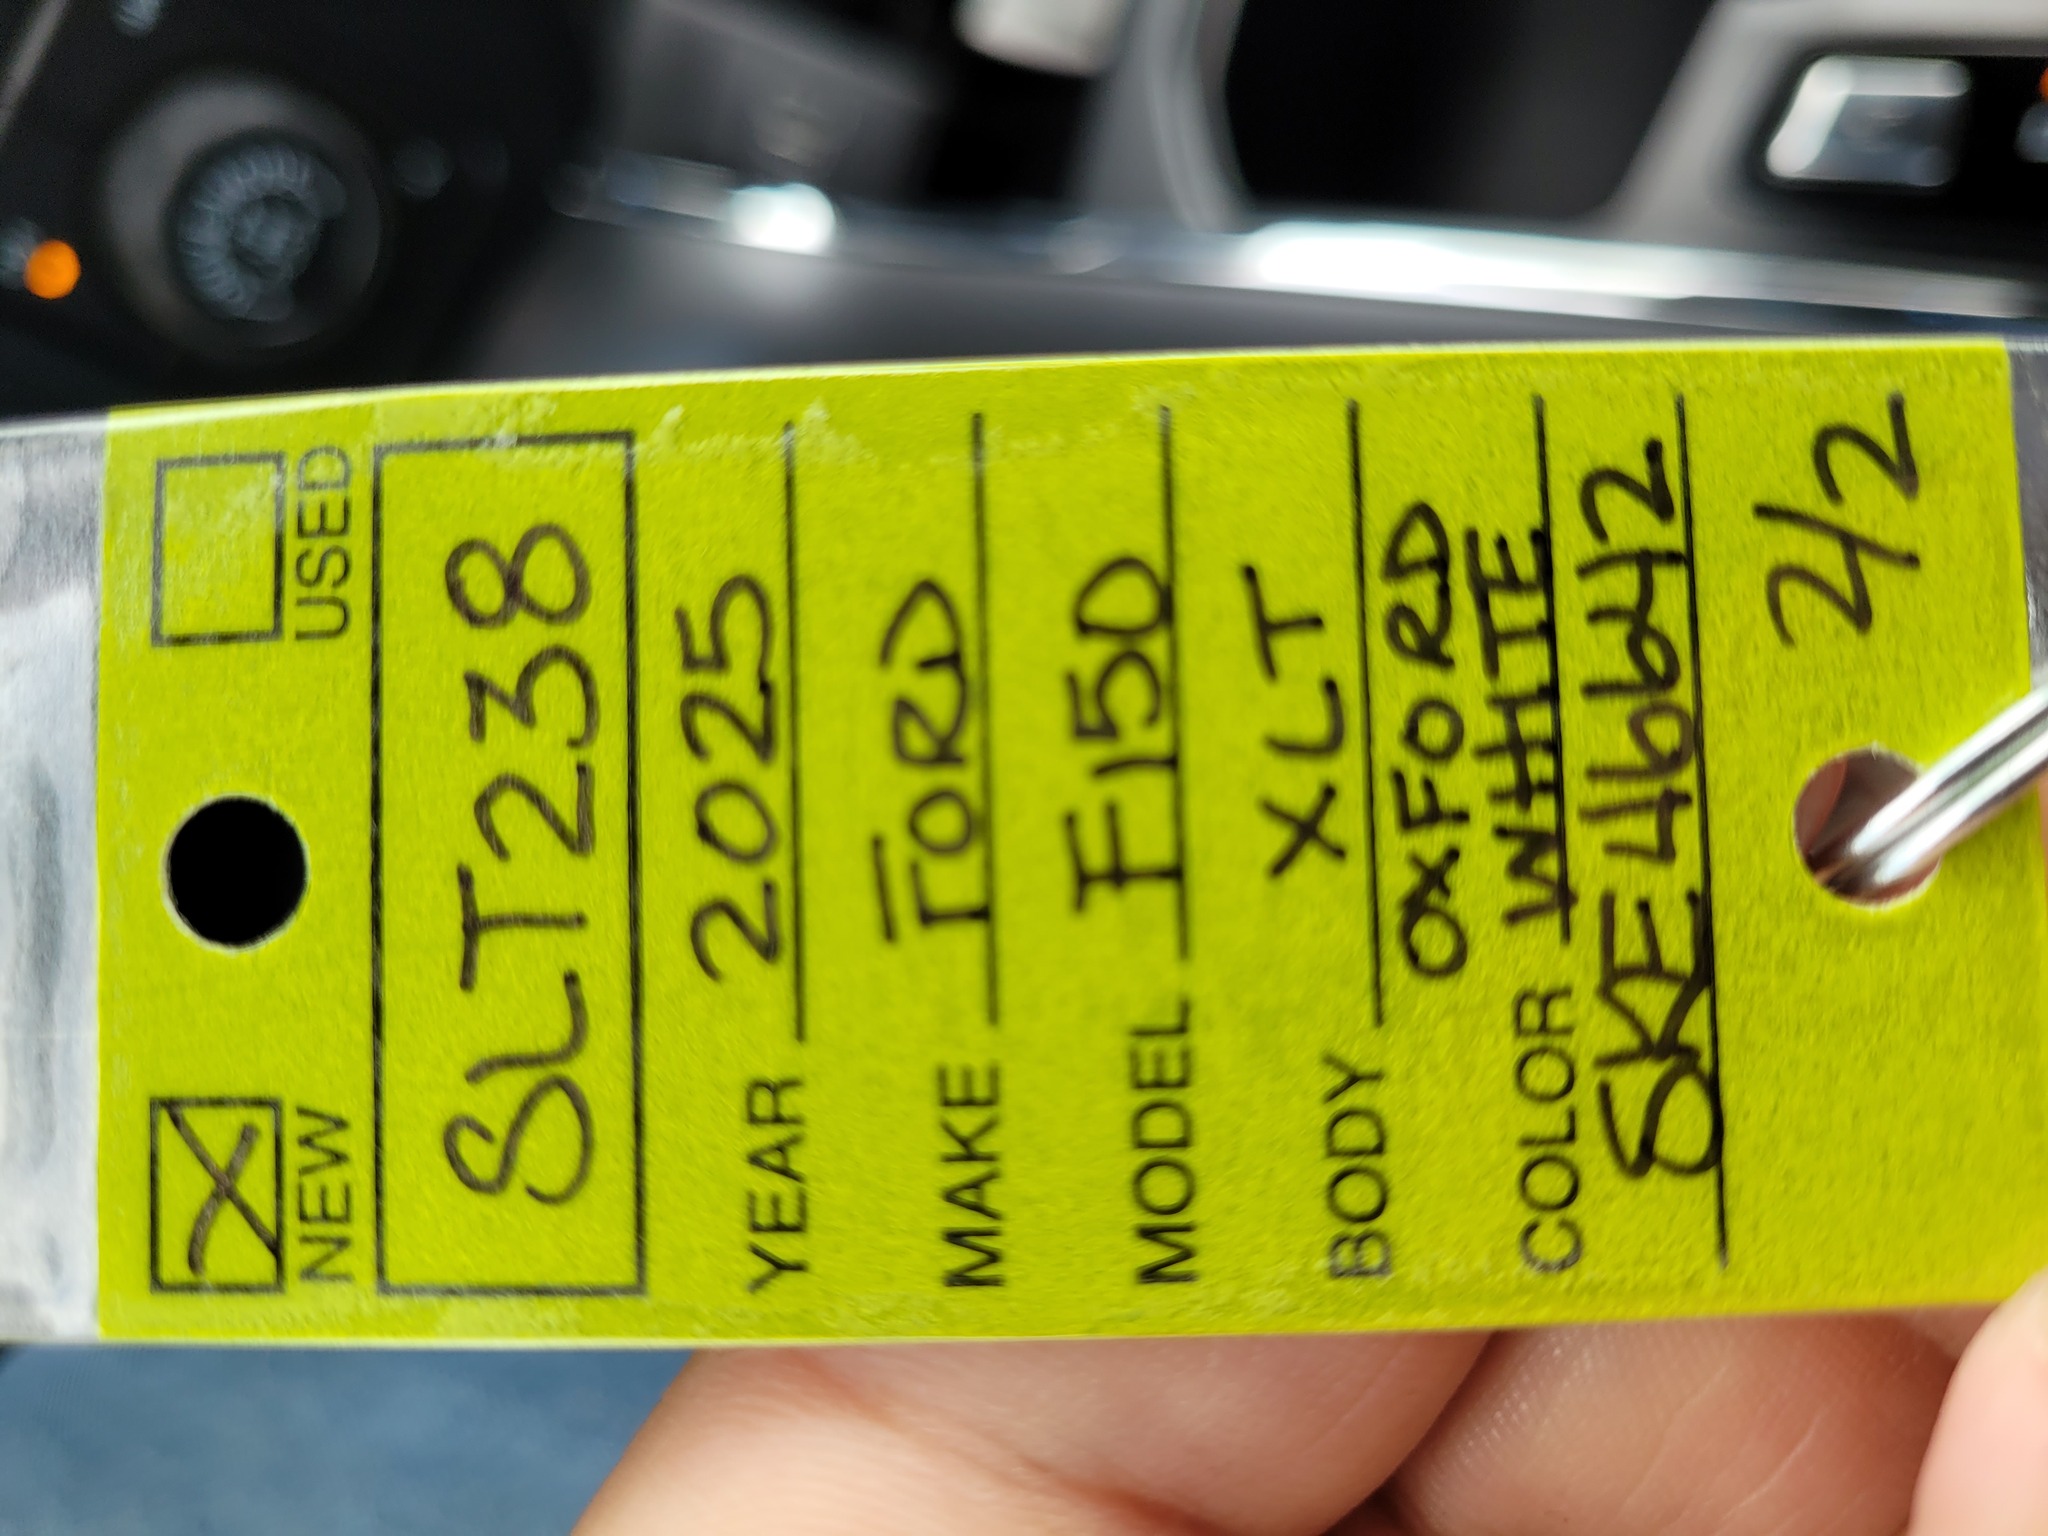 NEW USED
SLT238
YEAR 2025
MAKE FORD
MODEL F150
BODY XLT
OXFORD
COLOR WHITE
SKE46642
2/2